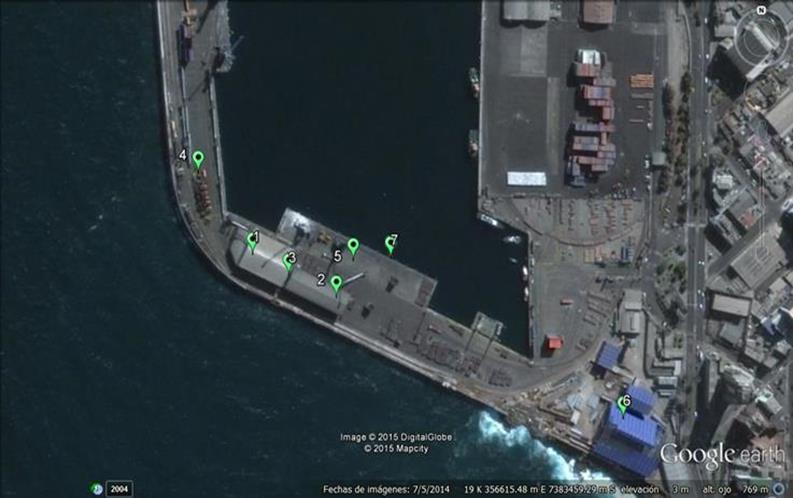 N
4
1
3
5
7
2
6
Image © 2015 DigitalGlobe
© 2015 Mapcity
Google earth
2004
Fechas de imágenes: 7/5/2014 19 K 356615.48 m E 7383459.29 m S elevación 3 m alt. ojo 769 m